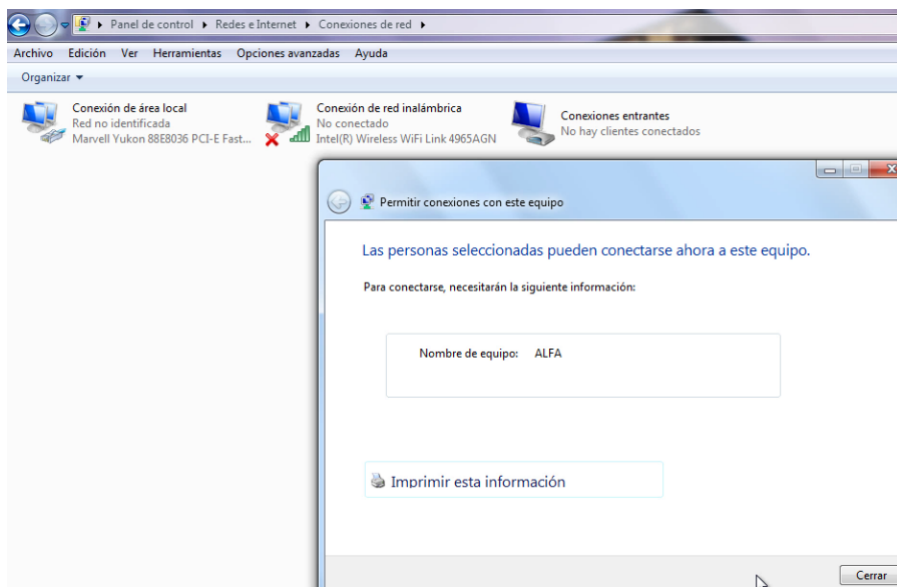 Panel de control ▸ Redes e Internet ▸ Conexiones de red ▸
Archivo Edición Ver Herramientas Opciones avanzadas Ayuda
Organizar
Conexión de área local
Red no identificada
Marvell Yukon 88E8036 PCI-E Fast...
Conexión de red inalámbrica
No conectado
Intel(R) Wireless WiFi Link 4965AGN
Conexiones entrantes
No hay clientes conectados
Permitir conexiones con este equipo
Las personas seleccionadas pueden conectarse ahora a este equipo.
Para conectarse, necesitarán la siguiente información:
Nombre de equipo: ALFA
Imprimir esta información
Cerrar